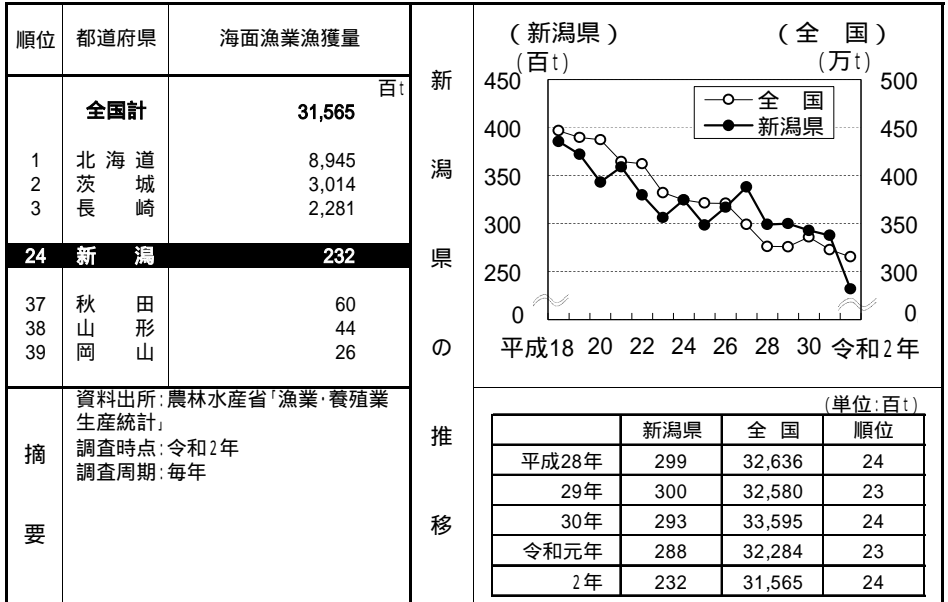 順位 都道府県 海面漁業漁獲量
百t
全国計 31,565
1 北海道 8,945
2 茨城 3,014
3 長崎 2,281
24 新潟 232
37 秋田 60
38 山形 44
39 岡山 26
摘要
資料出所:農林水産省「漁業・養殖業
生産統計」
調査時点:令和2年
調査周期:毎年
新潟県の推移
(新潟県) (全国)
(百t) (万t)
450 500
全国
新潟県
400 450
350 400
300 350
250 300
0 0
平成18 20 22 24 26 28 30 令和2年
(単位:百t)
新潟県 全国 順位
平成28年 299 32,636 24
29年 300 32,580 23
30年 293 33,595 24
令和元年 288 32,284 23
2年 232 31,565 24